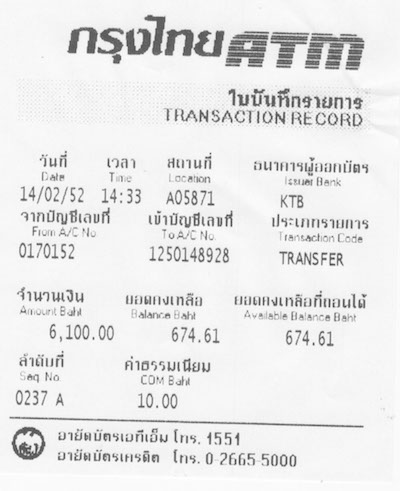 กรุงไทย ATM
ใบบันทึกรายการ
TRANSACTION RECORD
วันที่ เวลา สถานที่ ธนาคารผู้ออกบัตร
Date Time Location Issuer Bank
14/02/52 14:33 A05871 KTB
จากบัญชีเลขที่ เข้าบัญชีเลขที่ ประเภทรายการ
From A/C No. To A/C No. Transaction Code
0170152 1250148928 TRANSFER
จำนวนเงิน ยอดคงเหลือ ยอดคงเหลือที่ถอนได้
Amount Baht Balance Baht Available Balance Baht
6,100.00 674.61 674.61
ลำดับที่ ค่าธรรมเนียม
Seq. No. COM Baht
0237 A 10.00
อายัดบัตรเอทีเอ็ม โทร. 1551
อายัดบัตรเครดิต โทร. 0-2665-5000